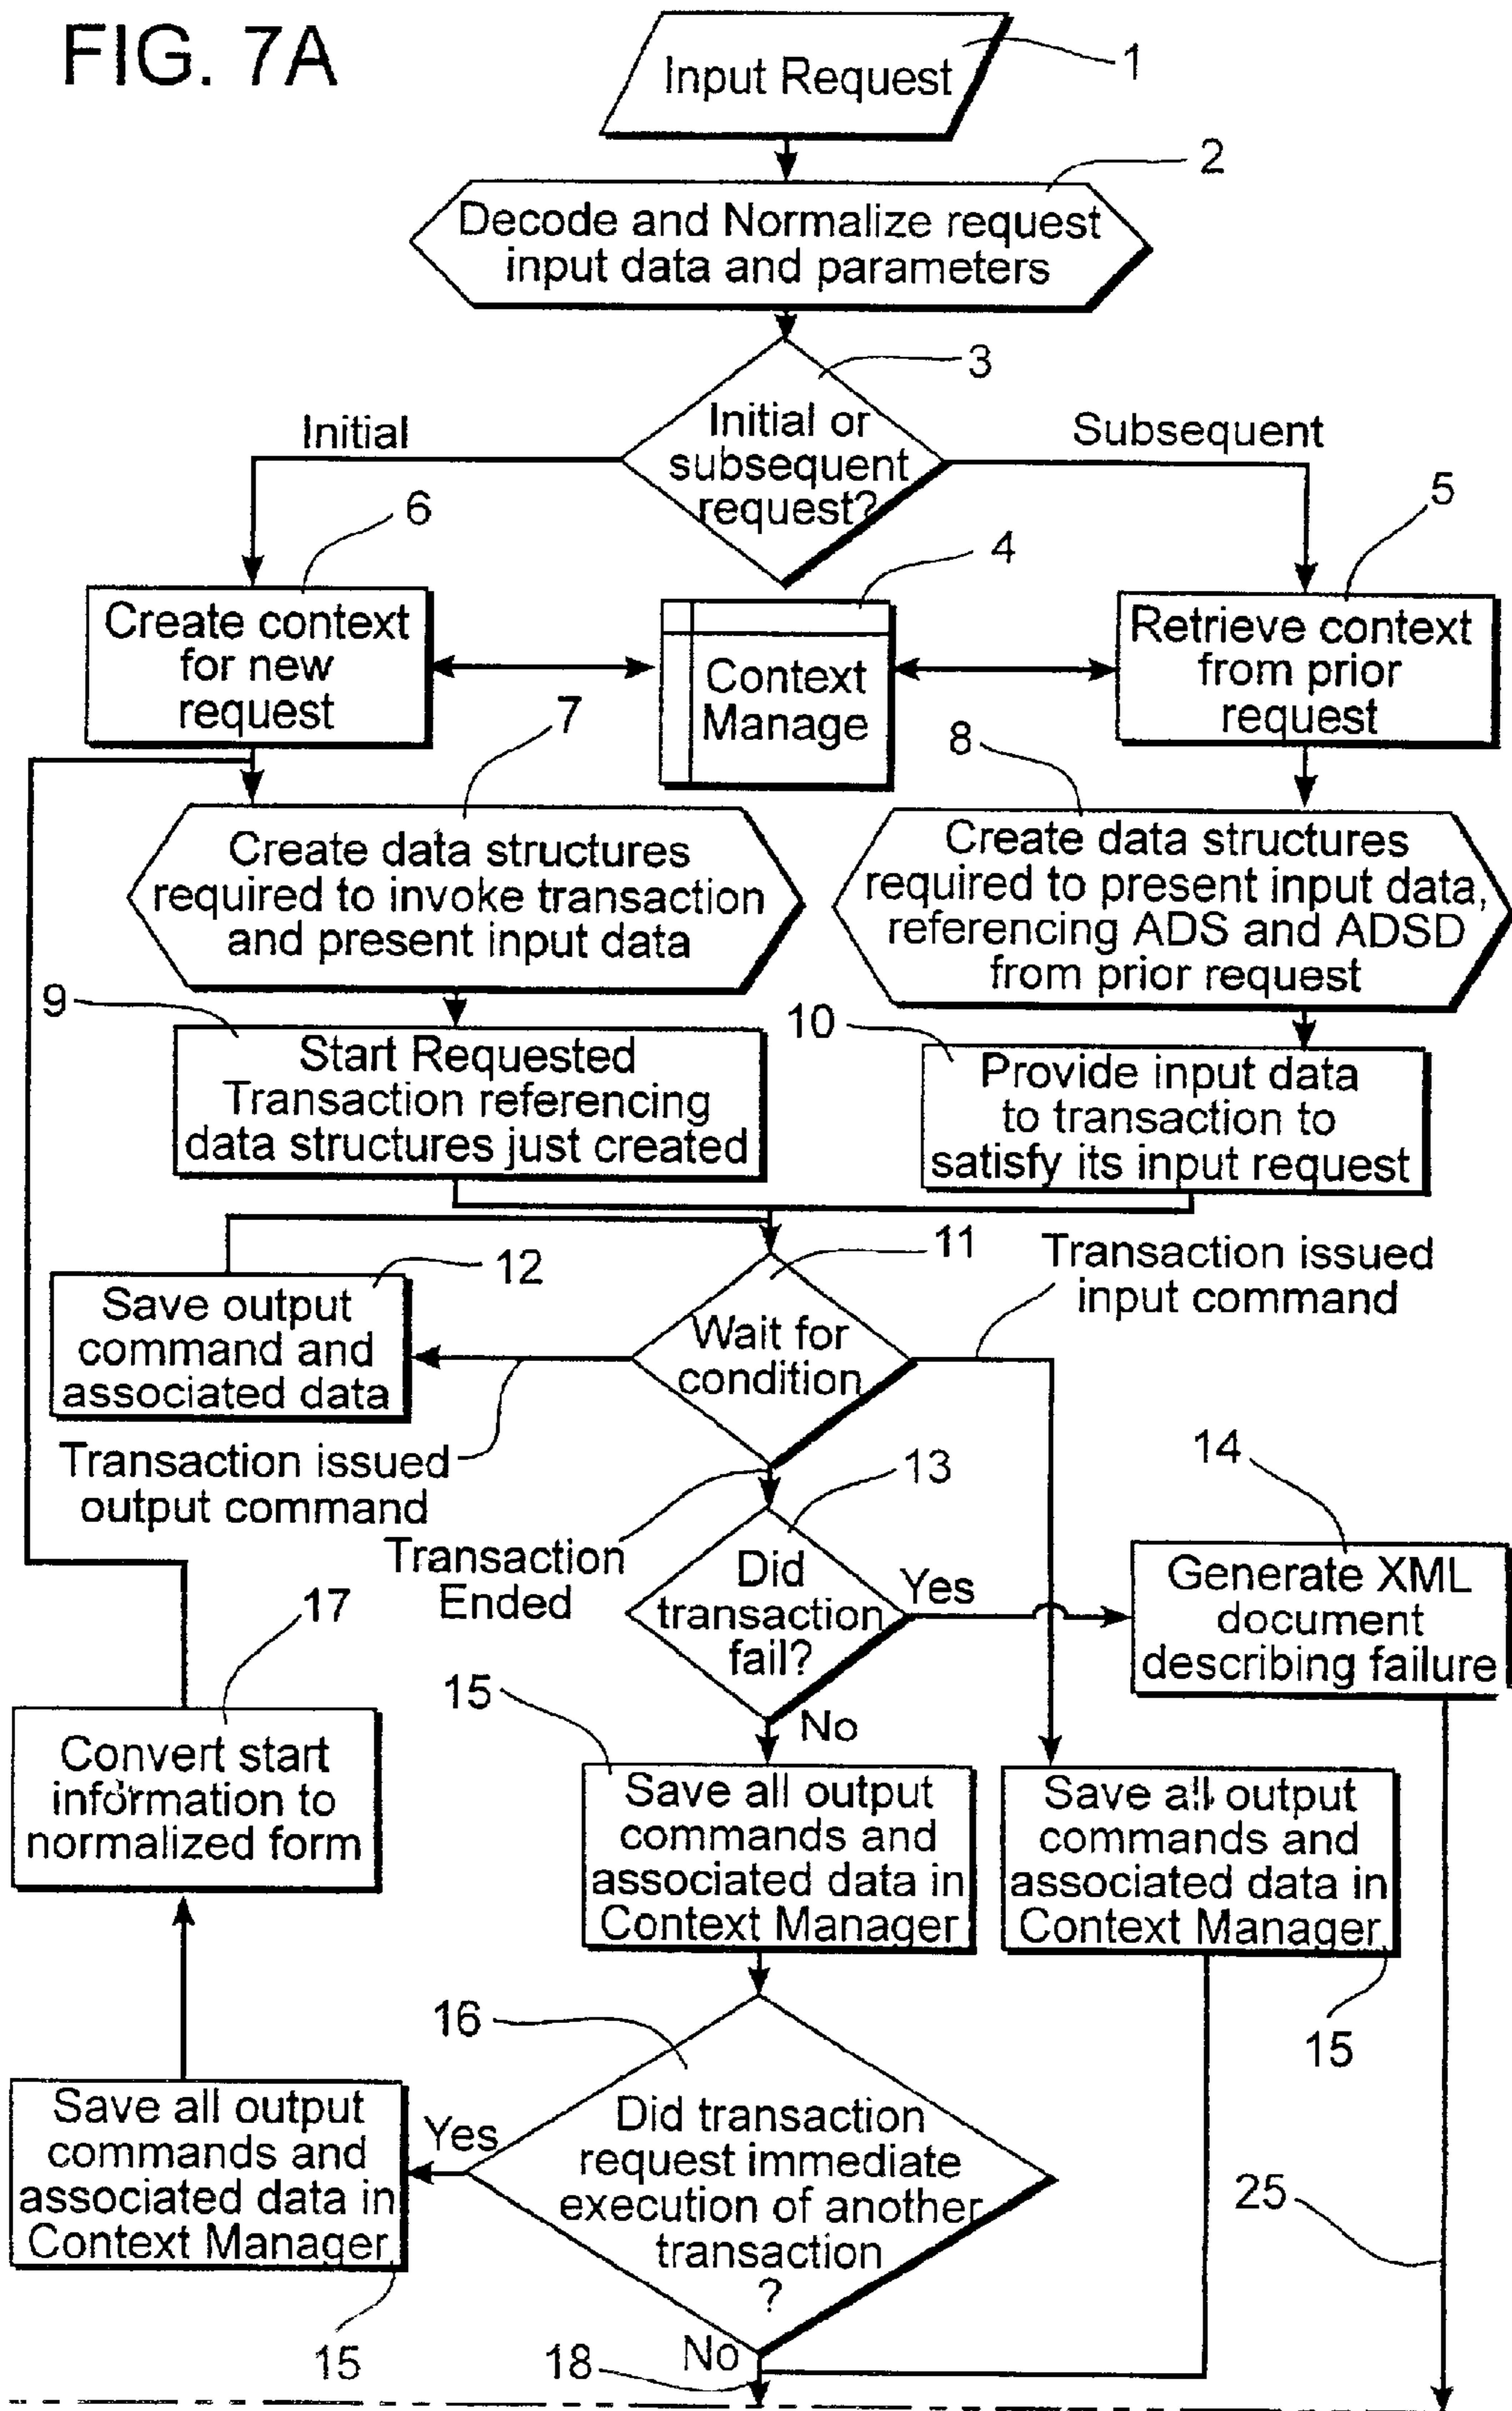 FIG. 7A
Input Request
1
2
Decode and Normalize request
input data and parameters
3
Initial or
subsequent
request?
Initial
Subsequent
6
Create context
for new
request
4
Context
Manage
5
Retrieve context
from prior
request
7
Create data structures
required to invoke transaction
and present input data
8
Create data structures
required to present input data,
referencing ADS and ADSD
from prior request
9
Start Requested
Transaction referencing
data structures just created
10
Provide input data
to transaction to
satisfy its input request
11
Wait for
condition
Transaction issued
input command
12
Save output
command and
associated data
Transaction issued
output command
Transaction
Ended
13
Did
transaction
fail?
Yes
14
Generate XML
document
describing failure
No
15
Save all output
commands and
associated data in
Context Manager
Save all output
commands and
associated data in
Context Manager
15
17
Convert start
information to
normalized form
16
Did transaction
request immediate
execution of another
transaction
?
Yes
Save all output
commands and
associated data in
Context Manager
15
No
18
25